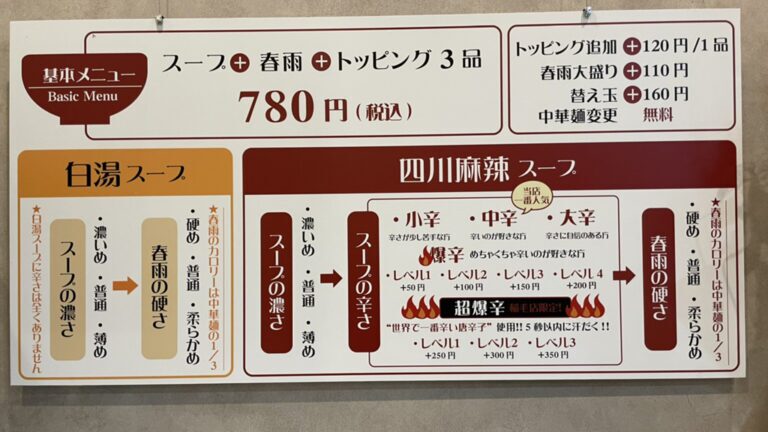 基本メニュー
Basic Menu
スープ+春雨+トッピング3品
780円(税込)
トッピング追加+120円/1品
春雨大盛り+110円
替え玉+160円
中華麺変更 無料
白湯スープ
スープの濃さ
・濃いめ・普通・薄め
春雨の硬さ
・硬め・普通・柔らかめ
★春雨のカロリーは中華麺の1/3
★白湯スープに辛さは全くありません
四川麻辣スープ
スープの濃さ
・濃いめ・普通・薄め
スープの辛さ
当店一番人気
・小辛 ・中辛 ・大辛
辛さが少し苦手な方 辛いのが好きな方 辛さに自信のある方
爆辛 めちゃくちゃ辛いのが好きな方
・レベル1 ・レベル2 ・レベル3 ・レベル4
+50円 +100円 +150円 +200円
超爆辛 稲毛店限定!
"世界で一番辛い唐辛子"使用!!5秒以内に汗だく!!
・レベル1 ・レベル2 ・レベル3
+250円 +300円 +350円
春雨の硬さ
・硬め・普通・柔らかめ
★春雨のカロリーは中華麺の1/3